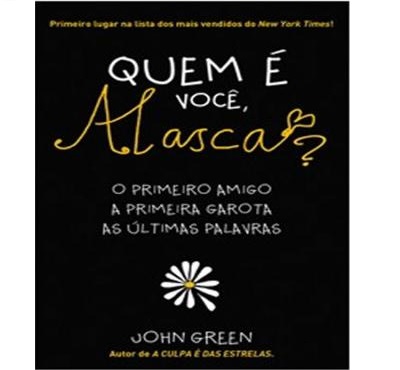 Primeiro lugar na lista dos mais vendidos do New York Times!
QUEM É
VOCÊ,
Alasca?
O PRIMEIRO AMIGO
A PRIMEIRA GAROTA
AS ÚLTIMAS PALAVRAS
JOHN GREEN
Autor de A CULPA É DAS ESTRELAS.